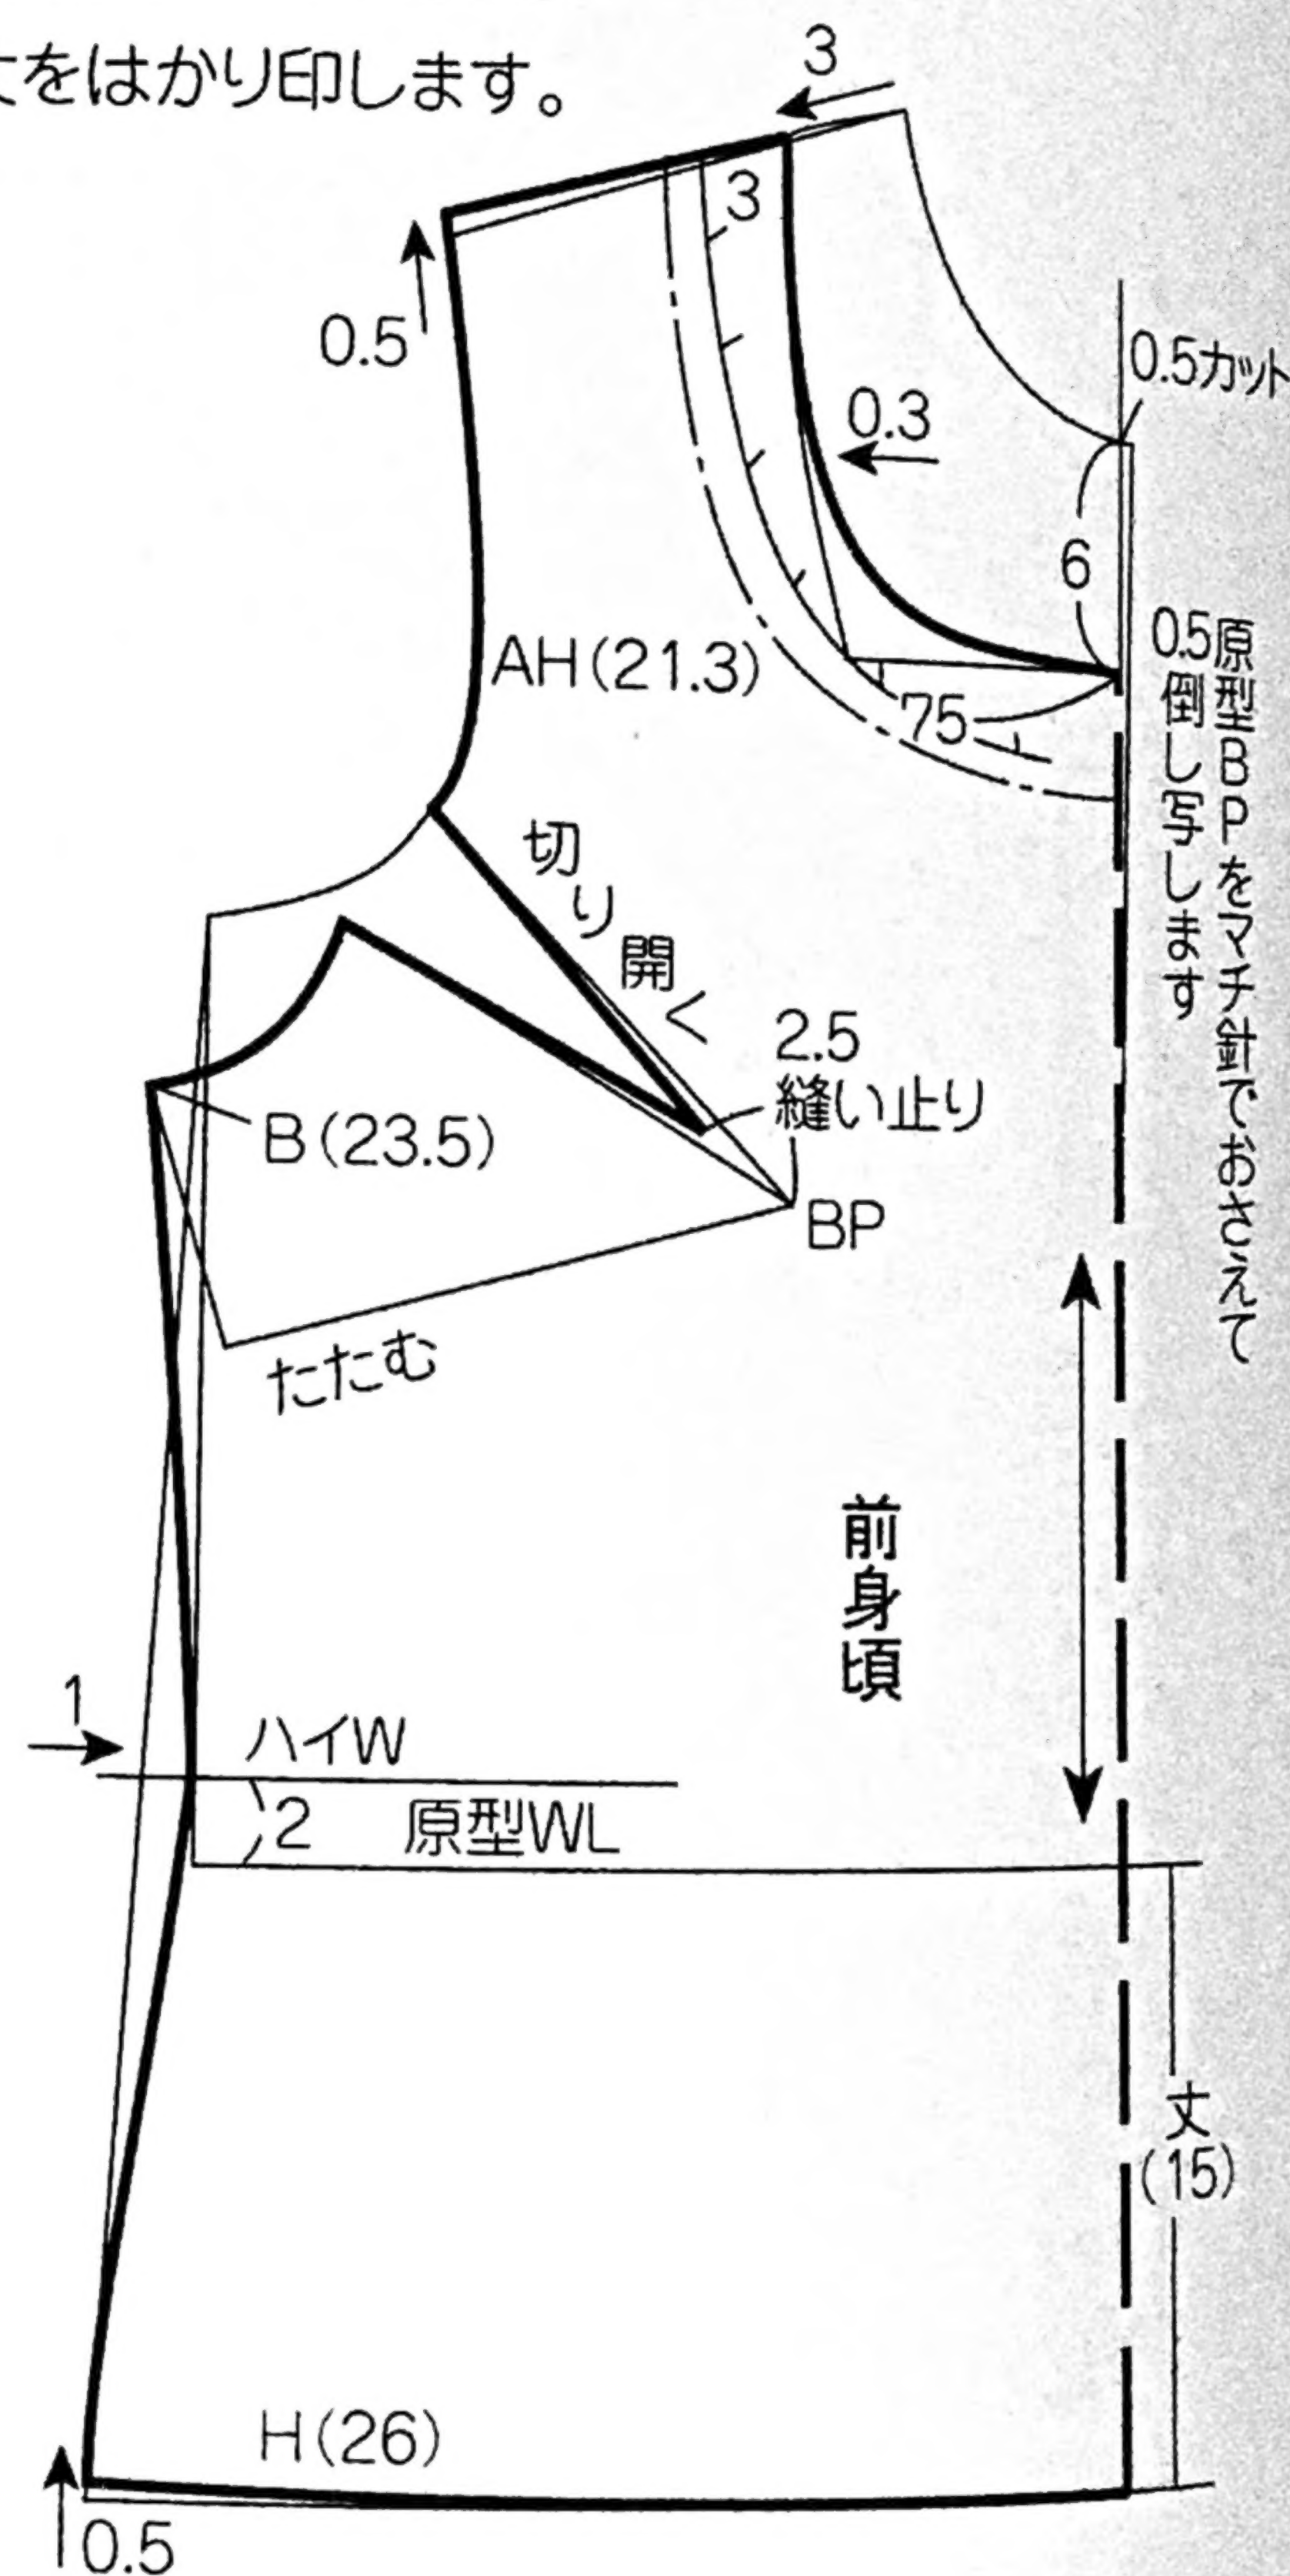 丈をはかり印します。
3
3
0.5
0.5カット
0.3
6
0.5倒し写します
原型BPをマチ針でおさえて
AH(21.3)
75
切り開く
2.5
縫い止り
B(23.5)
BP
たたむ
前身頃
1
ハイW
2
原型WL
丈
(15)
H(26)
0.5